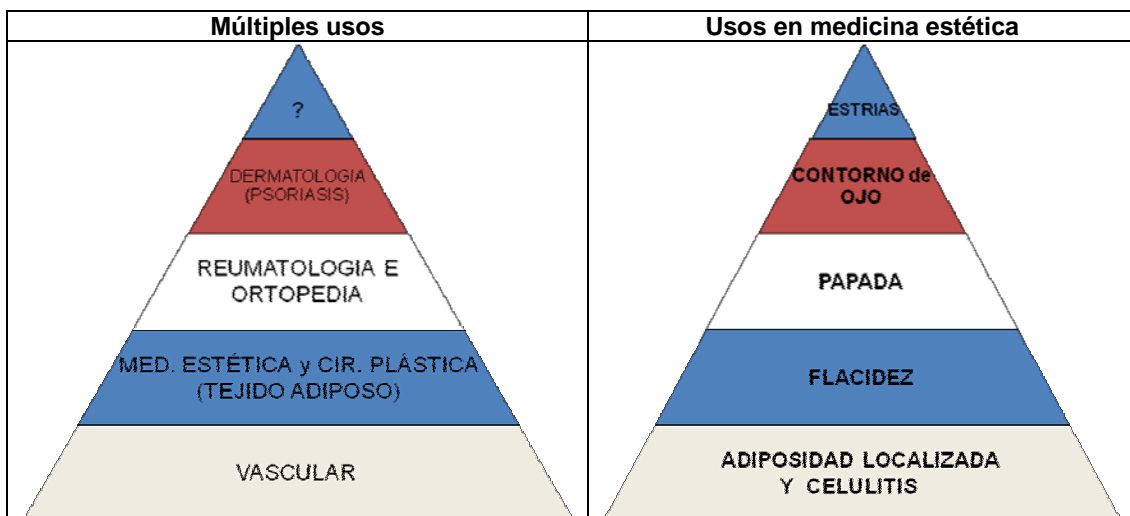 Múltiples usos
Usos en medicina estética
?
DERMATOLOGIA
(PSORIASIS)
REUMATOLOGIA E
ORTOPEDIA
MED. ESTÉTICA y CIR. PLÁSTICA
(TEJIDO ADIPOSO)
VASCULAR
ESTRIAS
CONTORNO de
OJO
PAPADA
FLACIDEZ
ADIPOSIDAD LOCALIZADA
Y CELULITIS